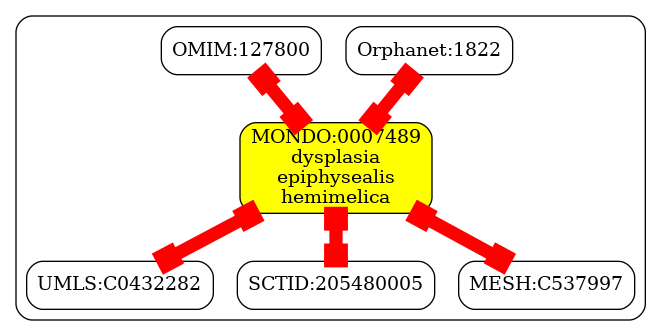 OMIM:127800
Orphanet:1822
MONDO:0007489
dysplasia
epiphysealis
hemimelica
UMLS:C0432282
SCTID:205480005
MESH:C537997